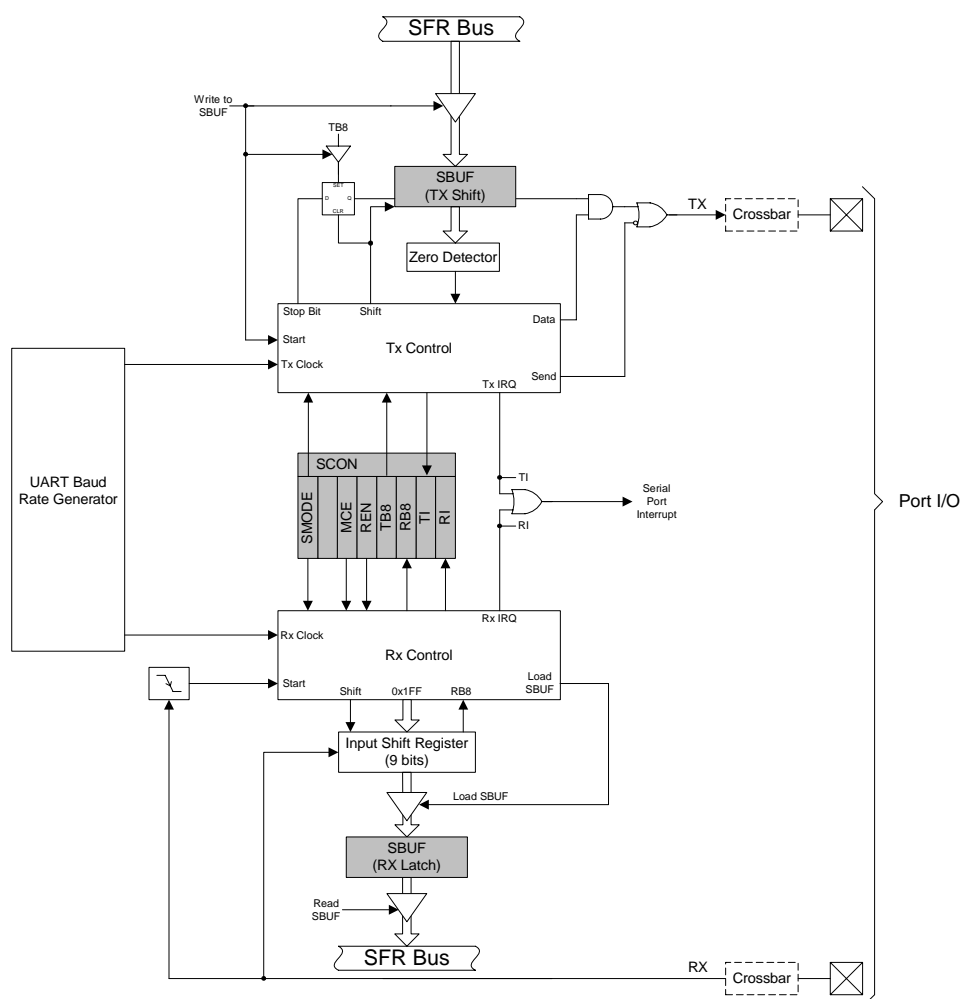 SFR Bus
Write to
SBUF
TB8
SET
D
Q
CLR
SBUF
(TX Shift)
TX
Crossbar
Zero Detector
Stop Bit
Shift
Data
Start
Tx Control
Tx Clock
Send
Tx IRQ
UART Baud
Rate Generator
SCON
SMODE
MCE
REN
TB8
RB8
TI
RI
TI
Serial
Port
Interrupt
RI
Port I/O
Rx IRQ
Rx Clock
Rx Control
Start
Load
SBUF
Shift
0x1FF
RB8
Input Shift Register
(9 bits)
Load SBUF
SBUF
(RX Latch)
Read
SBUF
SFR Bus
RX
Crossbar